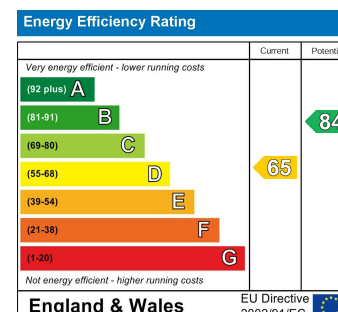 Energy Efficiency Rating
Current
Very energy efficient - lower running costs
(92 plus) A
(81-91) B
84
(69-80) C
(55-68) D
65
(39-54) E
(21-38) F
(1-20) G
Not energy efficient - higher running costs
England & Wales
EU Directive